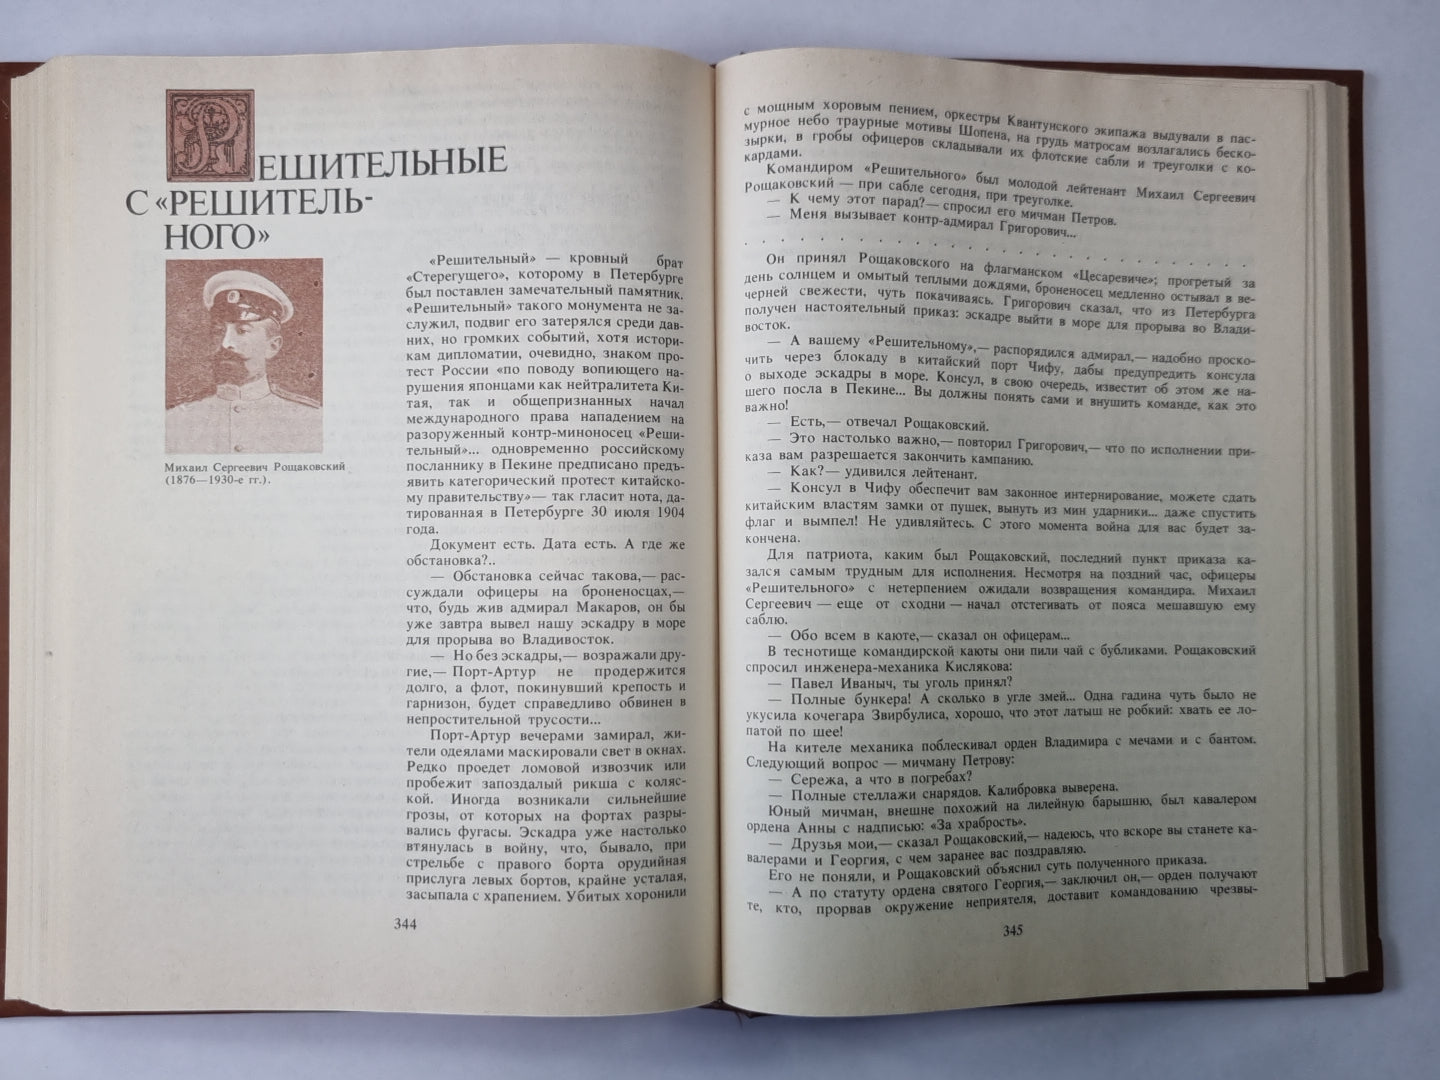 РЕШИТЕЛЬНЫЕ
С «РЕШИТЕЛЬ-
НОГО»
Михаил Сергеевич Рощаковский
(1876—1930-е гг.).
«Решительный» — кровный брат
«Стерегущего», которому в Петербурге
был поставлен замечательный памятник.
«Решительный» такого монумента не за-
служил, подвиг его затерялся среди дав-
них, но громких событий, хотя истори-
кам дипломатии, очевидно, знаком про-
тест России «по поводу вопиющего на-
рушения японцами как нейтралитета Ки-
тая, так и общепризнанных начал
международного права нападением на
разоруженный контр-миноносец «Реши-
тельный»... одновременно российскому
посланнику в Пекине предписано предъ-
явить категорический протест китайско-
му правительству»— так гласит нота, да-
тированная в Петербурге 30 июля 1904
года.
Документ есть. Дата есть. А где же
обстановка?..
— Обстановка сейчас такова,— рас-
суждали офицеры на броненосцах,—
что, будь жив адмирал Макаров, он бы
уже завтра вывел нашу эскадру в море
для прорыва во Владивосток.
— Но без эскадры,— возражали дру-
гие,— Порт-Артур не продержится
долго, а флот, покинувший крепость и
гарнизон, будет справедливо обвинен в
непростительной трусости...
Порт-Артур вечерами замирал, жи-
тели одеялами маскировали свет в окнах.
Редко проедет ломовой извозчик или
пробежит запоздалый рикша с коляс-
кой. Иногда возникали сильнейшие
грозы, от которых на фортах разры-
вались фугасы. Эскадра уже настолько
втянулась в войну, что, бывало, при
стрельбе с правого борта орудийная
прислуга левых бортов, крайне усталая,
засыпала с храпением. Убитых хоронили
344
с мощным хоровым пением, оркестры Квантунского экипажа выдували в пас-
мурное небо траурные мотивы Шопена, на грудь матросам возлагались беско-
зырки, в гробы офицеров складывали их флотские сабли и треуголки с ко-
кардами.
Командиром «Решительного» был молодой лейтенант Михаил Сергеевич
Рощаковский — при сабле сегодня, при треуголке.
— К чему этот парад?— спросил его мичман Петров.
— Меня вызывает контр-адмирал Григорович...
. . . . . . . . . . . . . . . . . . . . .
Он принял Рощаковского на флагманском «Цесаревиче»; прогретый за
день солнцем и омытый теплыми дождями, броненосец медленно остывал в ве-
черней свежести, чуть покачиваясь. Григорович сказал, что из Петербурга
получен настоятельный приказ: эскадре выйти в море для прорыва во Влади-
восток.
— А вашему «Решительному»,— распорядился адмирал,— надобно проско-
чить через блокаду в китайский порт Чифу, дабы предупредить консула
о выходе эскадры в море. Консул, в свою очередь, известит об этом же на-
шего посла в Пекине... Вы должны понять сами и внушить команде, как это
важно!
— Есть,— отвечал Рощаковский.
— Это настолько важно,— повторил Григорович,— что по исполнении при-
каза вам разрешается закончить кампанию.
— Как?— удивился лейтенант.
— Консул в Чифу обеспечит вам законное интернирование, можете сдать
китайским властям замки от пушек, вынуть из мин ударники... даже спустить
флаг и вымпел! Не удивляйтесь. С этого момента война для вас будет за-
кончена.
Для патриота, каким был Рощаковский, последний пункт приказа ка-
зался самым трудным для исполнения. Несмотря на поздний час, офицеры
«Решительного» с нетерпением ожидали возвращения командира. Михаил
Сергеевич — еще от сходни — начал отстегивать от пояса мешавшую ему
саблю.
— Обо всем в каюте,— сказал он офицерам...
В теснотище командирской каюты они пили чай с бубликами. Рощаковский
спросил инженера-механика Кислякова:
— Павел Иваныч, ты уголь принял?
— Полные бункера! А сколько в угле змей... Одна гадина чуть было не
укусила кочегара Звирбулиса, хорошо, что этот латыш не робкий: хвать ее ло-
патой по шее!
На кителе механика поблескивал орден Владимира с мечами и с бантом.
Следующий вопрос — мичману Петрову:
— Сережа, а что в погребах?
— Полные стеллажи снарядов. Калибровка выверена.
Юный мичман, внешне похожий на лилейную барышню, был кавалером
ордена Анны с надписью: «За храбрость».
— Друзья мои,— сказал Рощаковский,— надеюсь, что вскоре вы станете ка-
валерами и Георгия, с чем заранее вас поздравляю.
Его не поняли, и Рощаковский объяснил суть полученного приказа.
— А по статуту ордена святого Георгия,— заключил он,— орден получают
те, кто, прорвав окружение неприятеля, доставит командованию чрезвы-
345